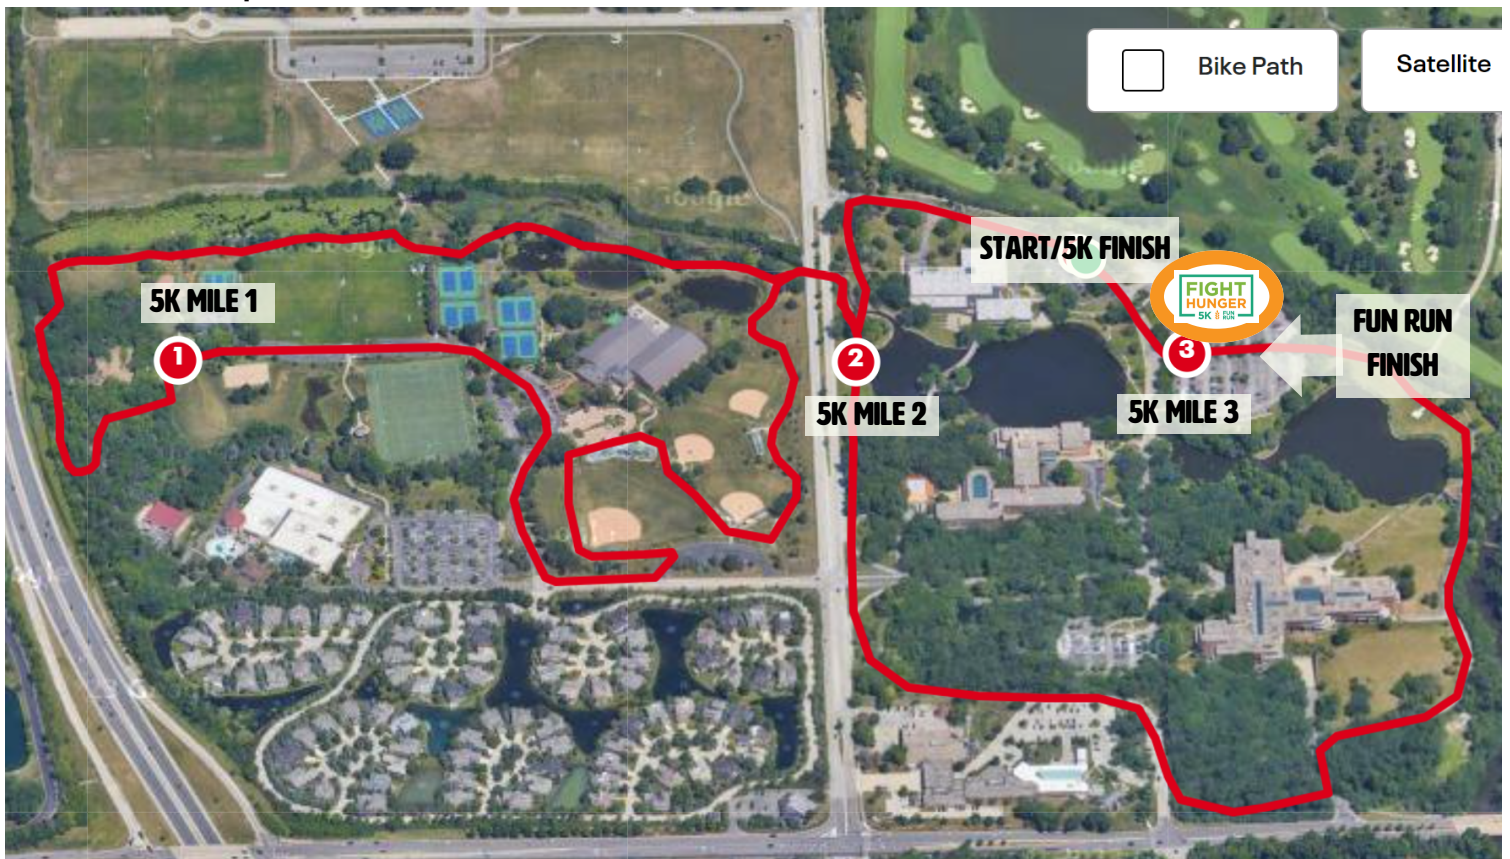 Bike Path
Satellite
START/5K FINISH
FIGHT
HUNGER
5K FUN
RUN
5K MILE 1
1
FUN RUN
FINISH
2
3
5K MILE 2
5K MILE 3